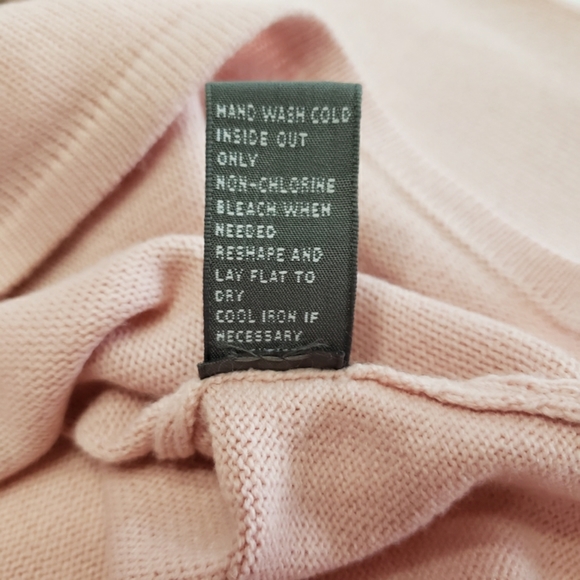 HAND WASH COLD
INSIDE OUT
ONLY
NON-CHLORINE
BLEACH WHEN
NEEDED
RESHAPE AND
LAY FLAT TO
DRY
COOL IRON IF
NECESSARY